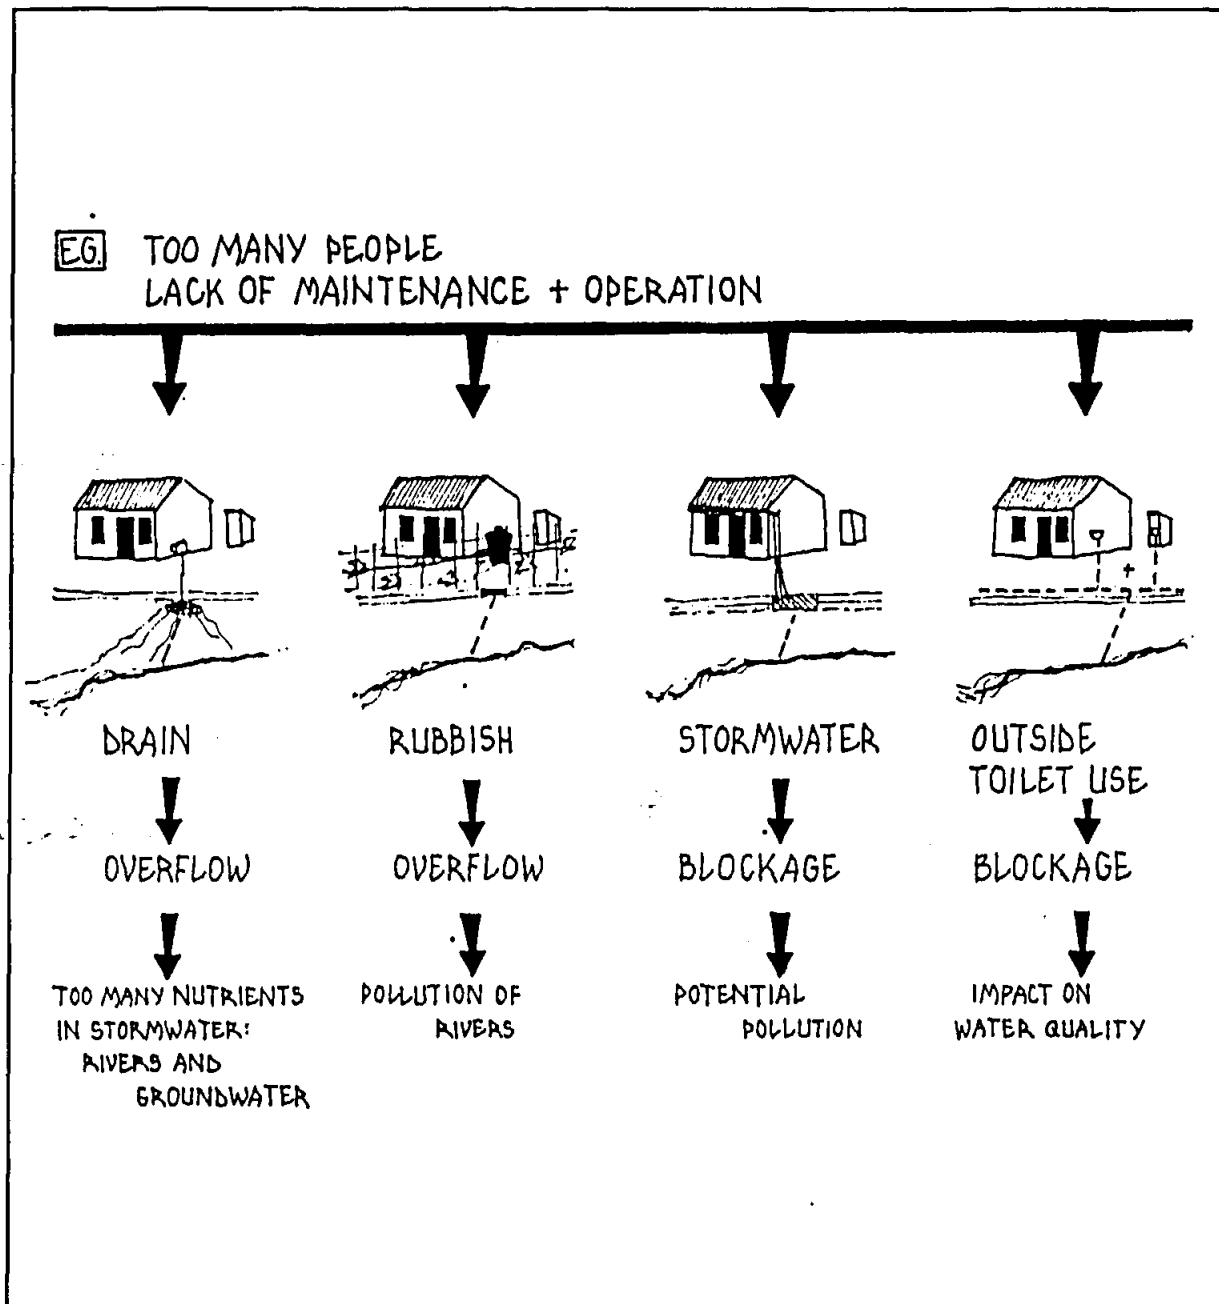 EG. TOO MANY PEOPLE
LACK OF MAINTENANCE + OPERATION
DRAIN
OVERFLOW
TOO MANY NUTRIENTS
IN STORMWATER:
RIVERS AND
GROUNDWATER
RUBBISH
OVERFLOW
POLLUTION OF
RIVERS
STORMWATER
BLOCKAGE
POTENTIAL
POLLUTION
OUTSIDE
TOILET USE
BLOCKAGE
IMPACT ON
WATER QUALITY